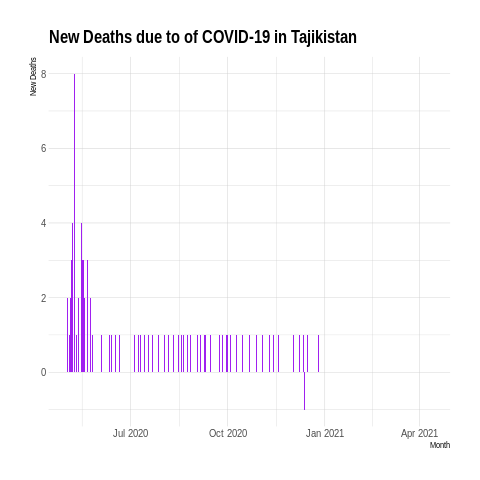 New Deaths due to of COVID-19 in Tajikistan
New Deaths
8
6
4
2
0
Jul 2020
Oct 2020
Jan 2021
Apr 2021
Month